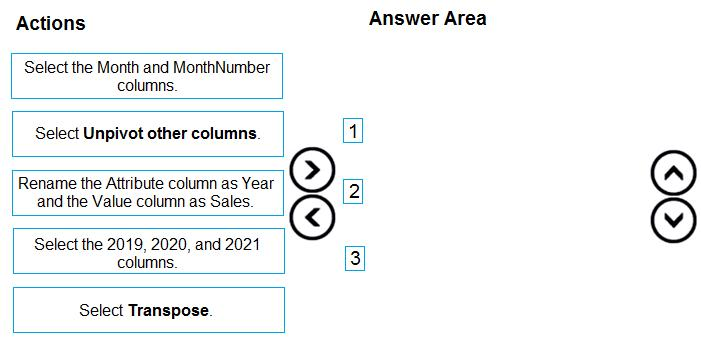 Actions
Answer Area
Select the Month and MonthNumber
columns.
Select Unpivot other columns.
1
Rename the Attribute column as Year
and the Value column as Sales.
2
Select the 2019, 2020, and 2021
columns.
3
Select Transpose.